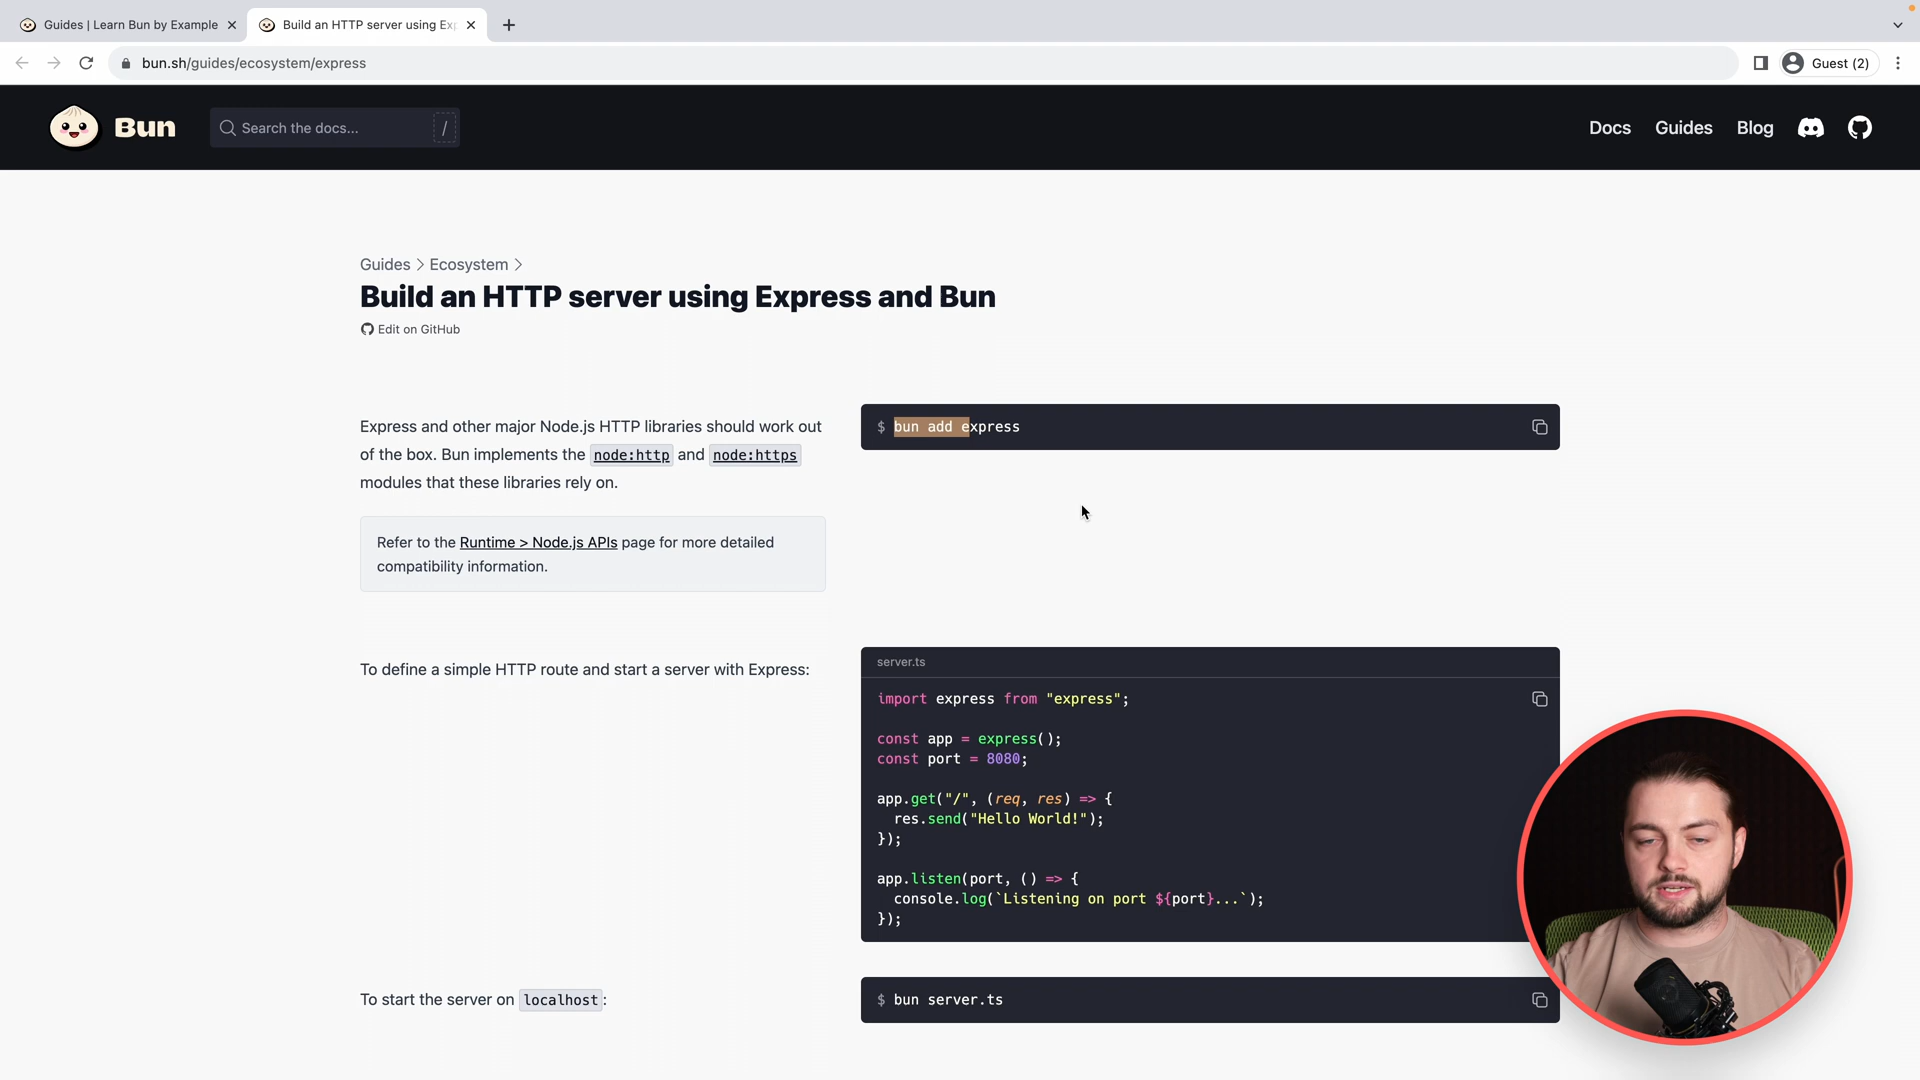 Guides | Learn Bun by Example
Build an HTTP server using Exp
bun.sh/guides/ecosystem/express
Guest (2)
Bun
Search the docs...
/
Docs
Guides
Blog
Guides > Ecosystem >
Build an HTTP server using Express and Bun
Edit on GitHub
Express and other major Node.js HTTP libraries should work out
of the box. Bun implements the node:http and node:https
modules that these libraries rely on.
$ bun add express
Refer to the Runtime > Node.js APIs page for more detailed
compatibility information.
To define a simple HTTP route and start a server with Express:
server.ts
import express from "express";
const app = express();
const port = 8080;
app.get("/", (req, res) => {
res.send("Hello World!");
});
app.listen(port, () => {
console.log(`Listening on port ${port}...`);
});
To start the server on localhost:
$ bun server.ts